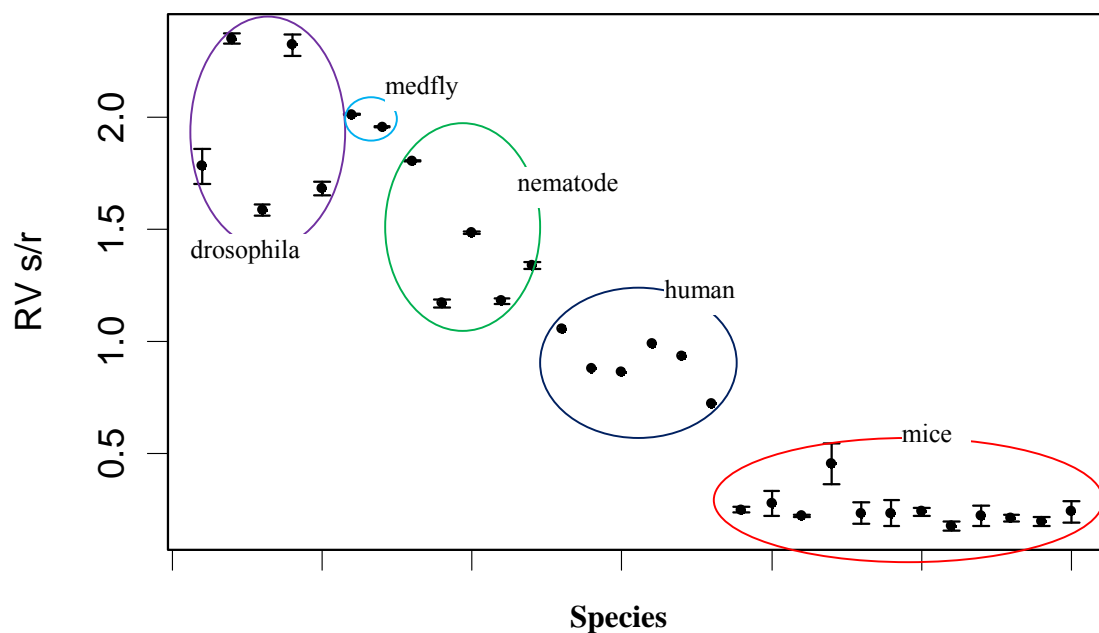 medfly
2.0
nematode
1.5
drosophila
RV s/r
human
1.0
0.5
mice
Species